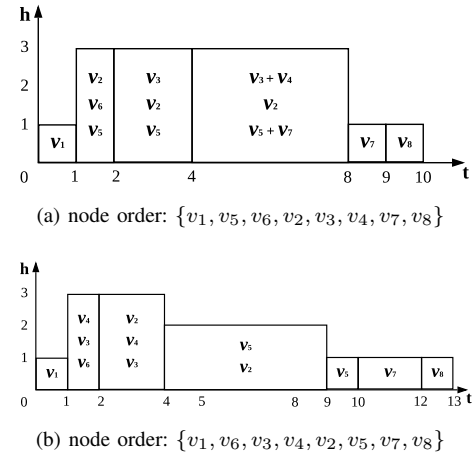 h
3
v₂ v₃ v₃ + v₄
2
v₆ v₂ v₂
1
v₁ v₅ v₅ v₅ + v₇ v₇ v₈
0 1 2 4 8 9 10 t
(a) node order: {v₁, v₅, v₆, v₂, v₃, v₄, v₇, v₈}
h
3
v₄ v₂
2
v₃ v₄ v₅
1
v₁ v₆ v₃ v₂ v₅ v₇ v₈
0 1 2 4 5 8 9 10 12 13 t
(b) node order: {v₁, v₆, v₃, v₄, v₂, v₅, v₇, v₈}